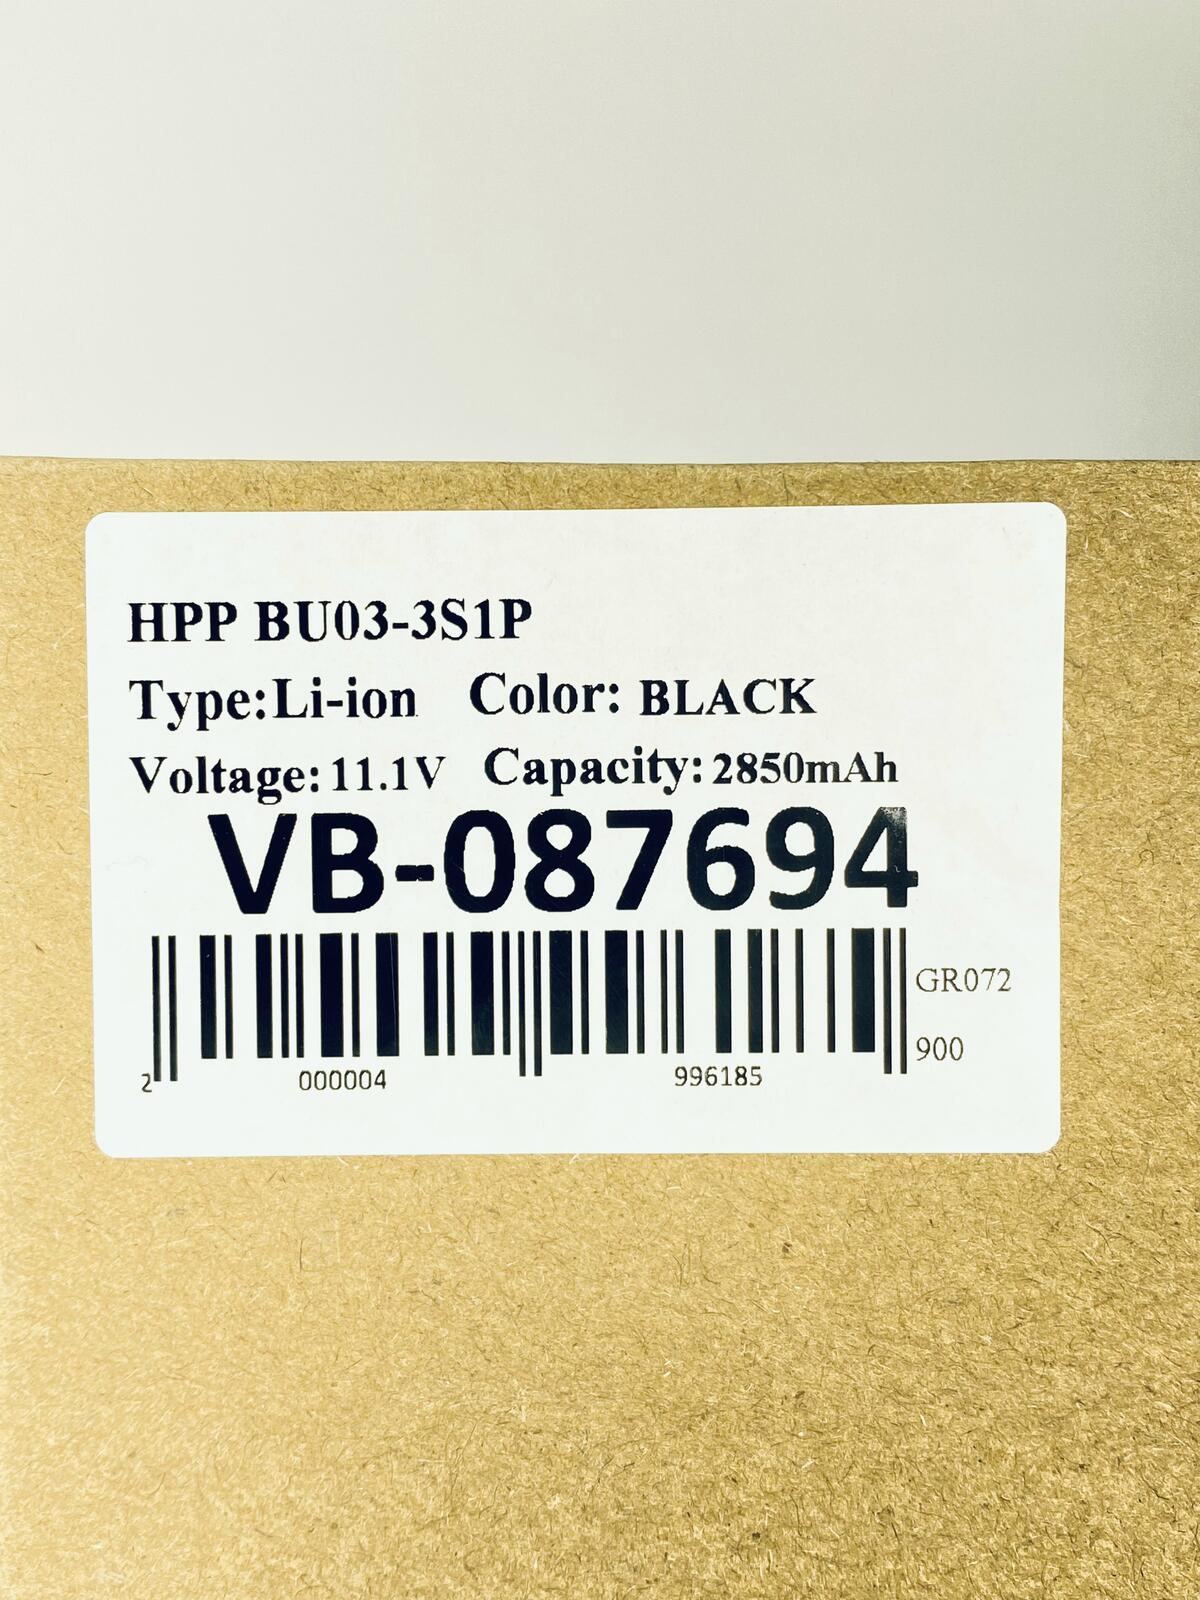 HPP BU03-3S1P
Type:Li-ion Color: BLACK
Voltage:11.1V Capacity:2850mAh
VB-087694
GR072
900
2 000004 996185